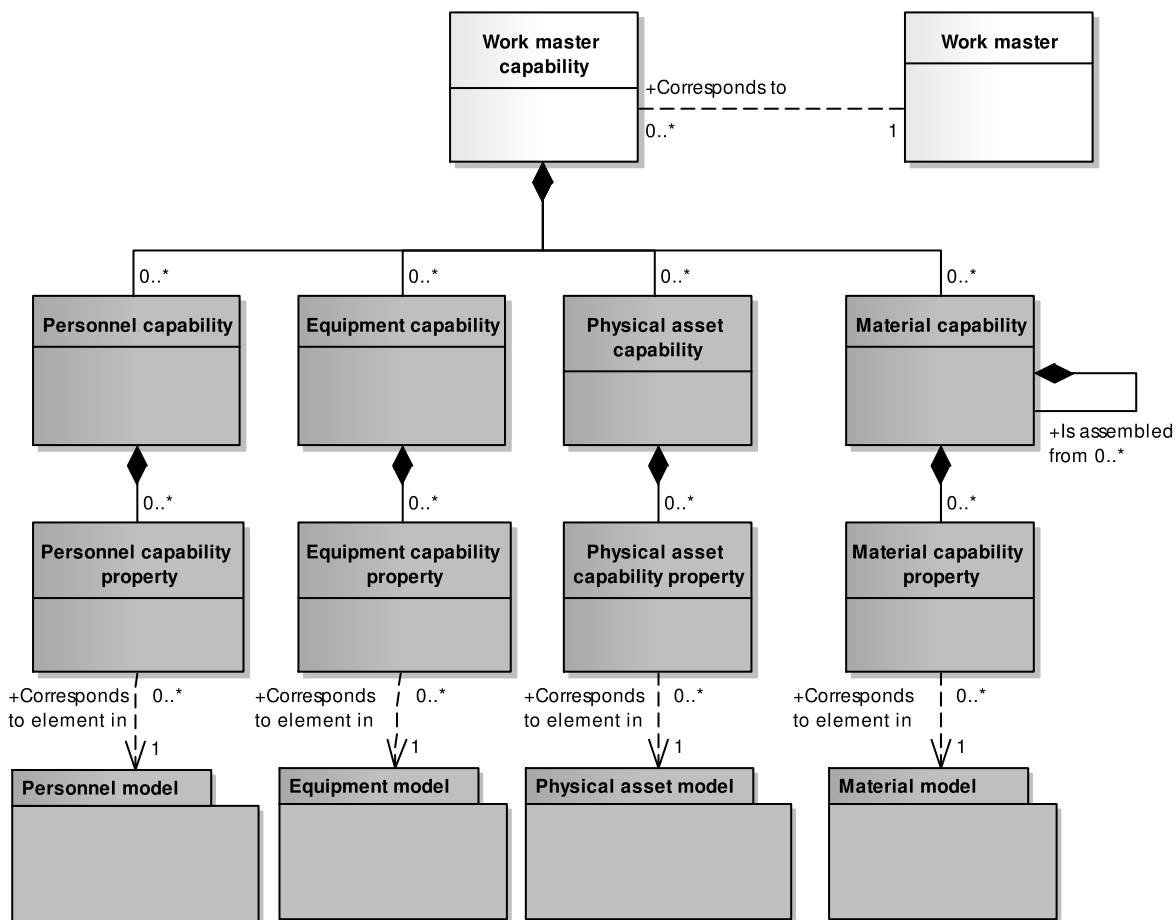 Work master
capability
Work master
+Corresponds to
0..*
1
0..*
0..*
0..*
0..*
Personnel capability
Equipment capability
Physical asset
capability
Material capability
+Is assembled
from 0..*
0..*
0..*
0..*
0..*
Personnel capability
property
Equipment capability
property
Physical asset
capability property
Material capability
property
+Corresponds
to element in
0..*
+Corresponds
to element in
0..*
+Corresponds
to element in
0..*
+Corresponds
to element in
0..*
1
1
1
1
Personnel model
Equipment model
Physical asset model
Material model